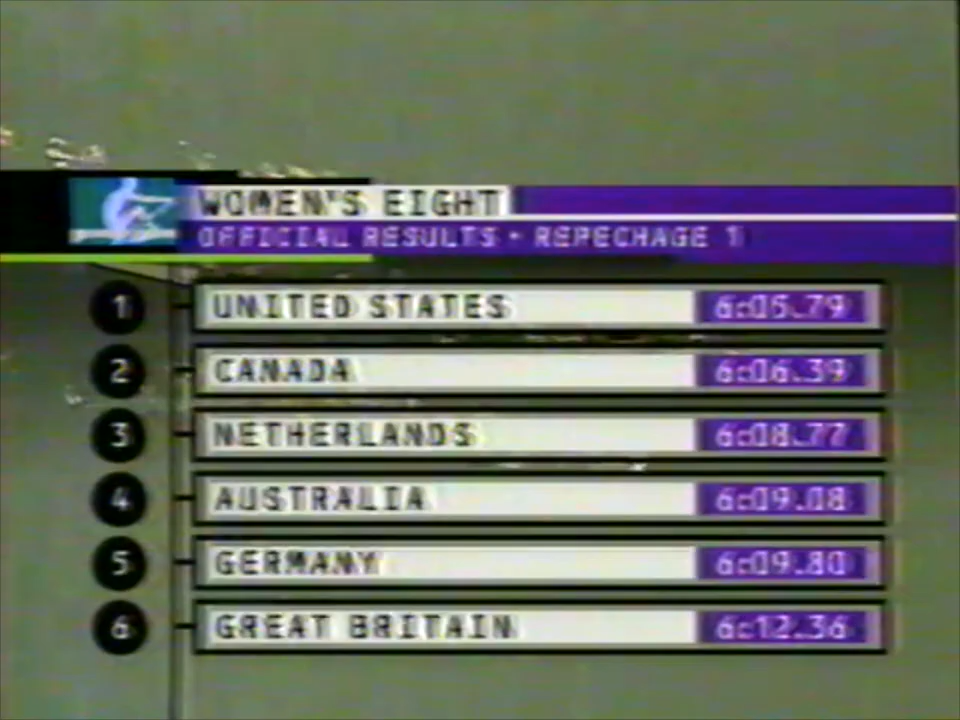 WOMEN'S EIGHT
OFFICIAL RESULTS - REPECHAGE 1
1 UNITED STATES 6:05.79
2 CANADA 6:06.39
3 NETHERLANDS 6:08.77
4 AUSTRALIA 6:09.08
5 GERMANY 6:09.80
6 GREAT BRITAIN 6:12.36